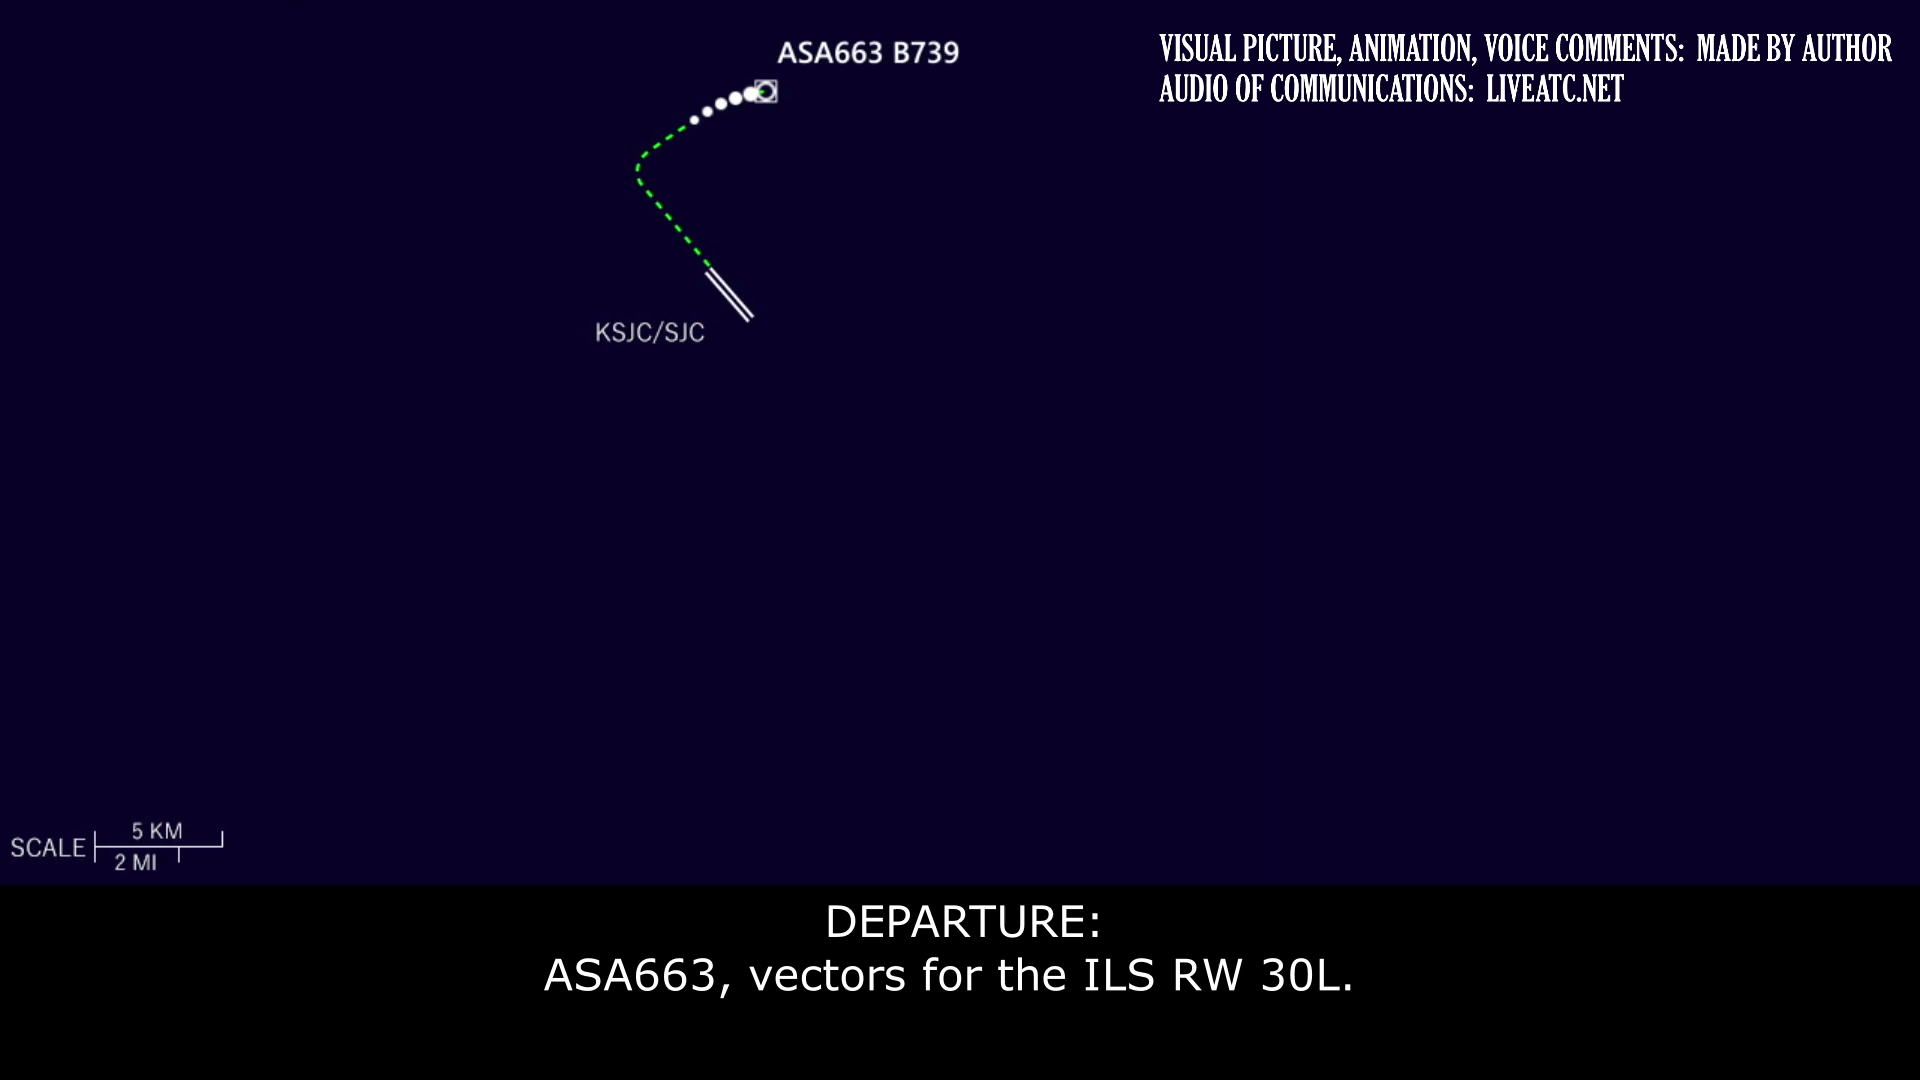 ASA663 B739
VISUAL PICTURE, ANIMATION, VOICE COMMENTS: MADE BY AUTHOR
AUDIO OF COMMUNICATIONS: LIVEATC.NET
KSJC/SJC
SCALE
5 KM
2 MI
DEPARTURE:
ASA663, vectors for the ILS RW 30L.